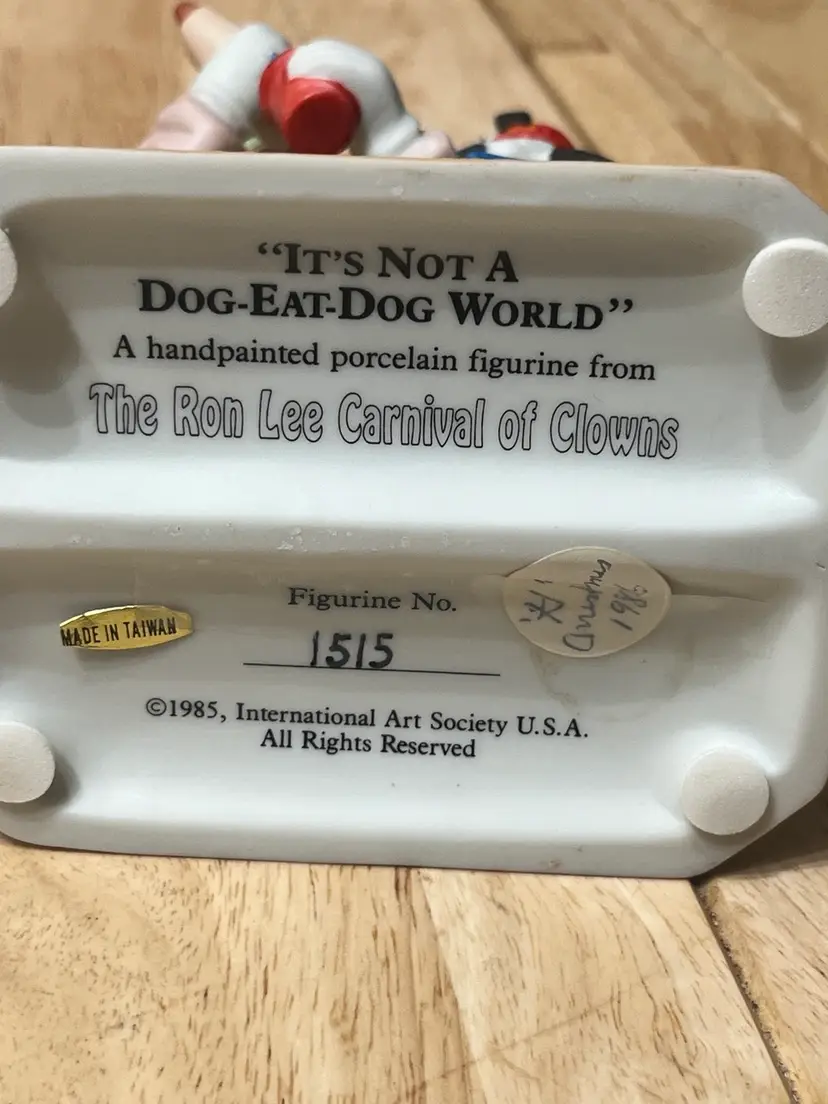 “IT’S NOT A
DOG-EAT-DOG WORLD”
A handpainted porcelain figurine from
The Ron Lee Carnival of Clowns
MADE IN TAIWAN
Figurine No.
1515
©1985, International Art Society U.S.A.
All Rights Reserved